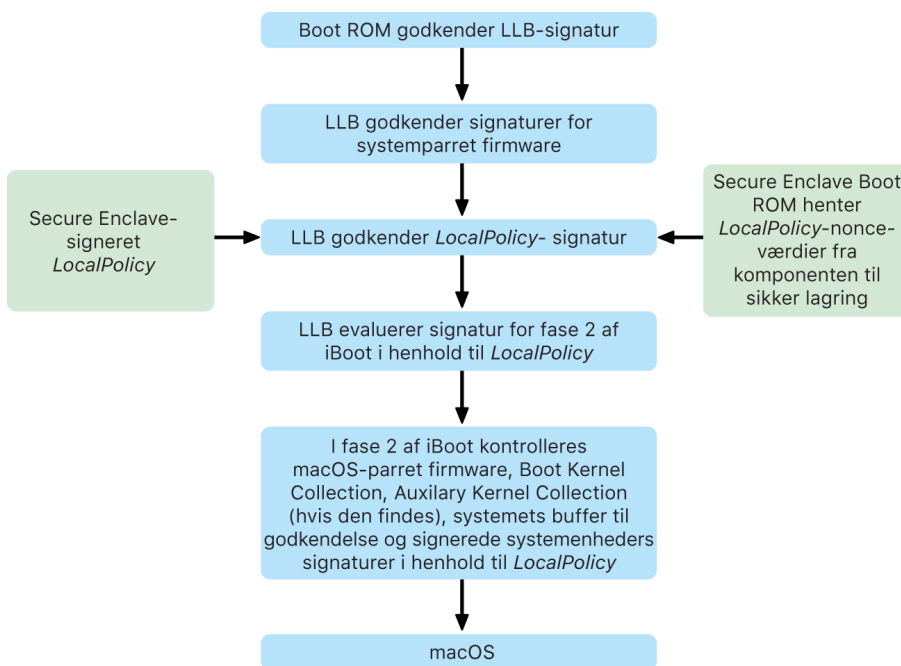 Boot ROM godkender LLB-signatur
LLB godkender signaturer for
systemparret firmware
Secure Enclave-
signeret
LocalPolicy
LLB godkender LocalPolicy- signatur
Secure Enclave Boot
ROM henter
LocalPolicy-nonce-
værdier fra
komponenten til
sikker lagring
LLB evaluerer signatur for fase 2 af
iBoot i henhold til LocalPolicy
I fase 2 af iBoot kontrolleres
macOS-parret firmware, Boot Kernel
Collection, Auxilary Kernel Collection
(hvis den findes), systemets buffer til
godkendelse og signerede systemenheders
signaturer i henhold til LocalPolicy
macOS